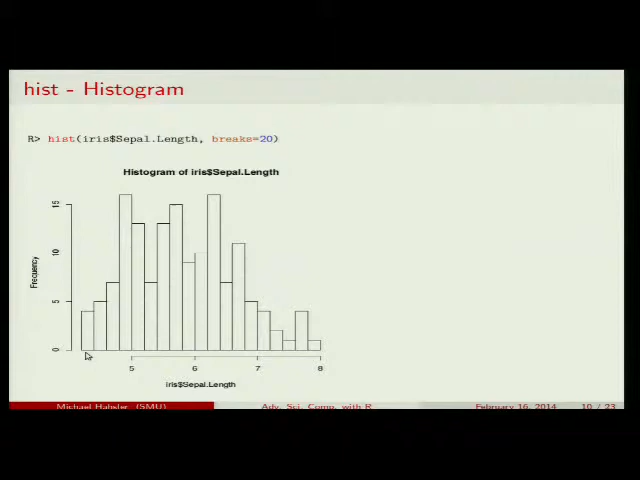 hist - Histogram
R> hist(iris$Sepal.Length, breaks=20)
Histogram of iris$Sepal.Length
15
10
5
0
Frequency
5 6 7 8
iris$Sepal.Length
Michael Hahsler (SMU) Adv. Sci. Comp. with R February 16, 2014 10 / 23